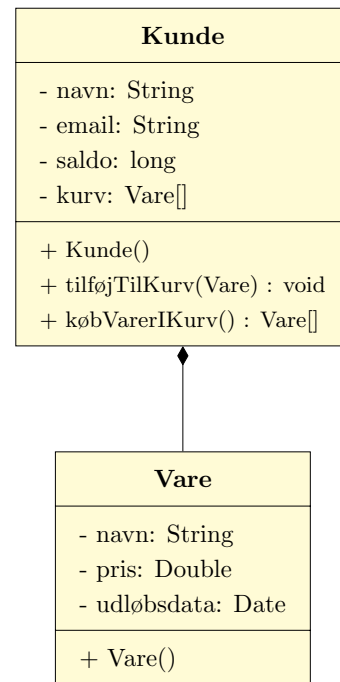 Kunde
- navn: String
- email: String
- saldo: long
- kurv: Vare[]
+ Kunde()
+ tilføjTilKurv(Vare) : void
+ købVarerIKurv() : Vare[]
Vare
- navn: String
- pris: Double
- udløbsdata: Date
+ Vare()